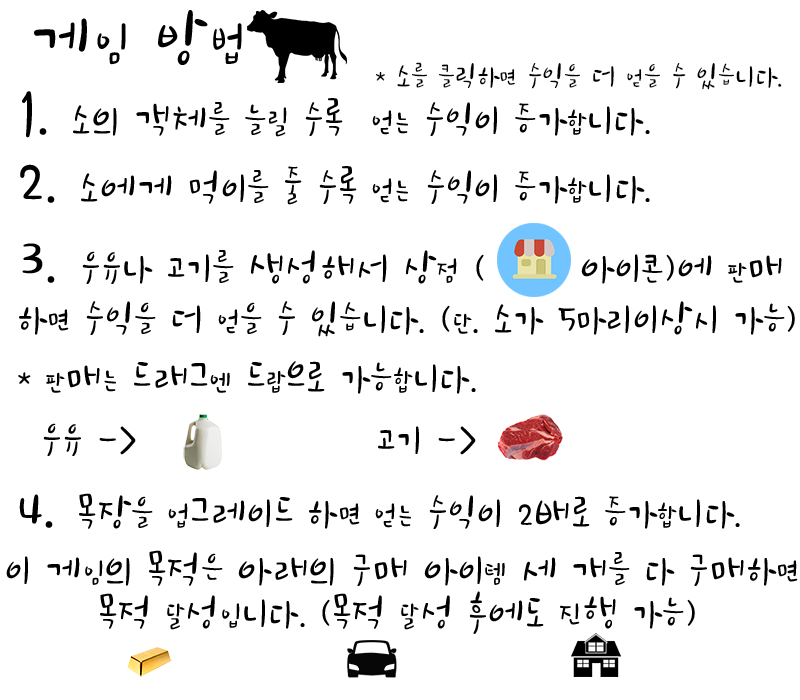 게임 방법
* 소를 클릭하면 수익을 더 얻을 수 있습니다.
1. 소의 객체를 늘릴 수록 얻는 수익이 증가합니다.
2. 소에게 먹이를 줄 수록 얻는 수익이 증가합니다.
3. 우유나 고기를 생성해서 상점 ( 아이콘)에 판매
하면 수익을 더 얻을 수 있습니다. (단. 소가 5마리이상시 가능)
* 판매는 드래그엔 드랍으로 가능합니다.
우유 -> 고기 ->
4. 목장을 업그레이드 하면 얻는 수익이 2배로 증가합니다.
이 게임의 목적은 아래의 구매 아이템 세 개를 다 구매하면
목적 달성입니다. (목적 달성 후에도 진행 가능)